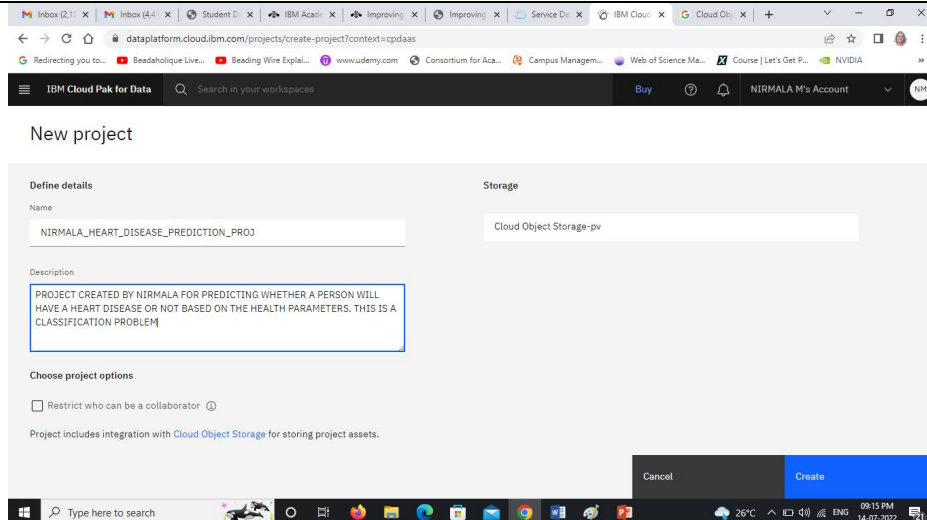 Inbox (2,1
Inbox (4,4
Student D
IBM Acade
Improving
Improving
Service De
IBM Cloud
Cloud Obj
dataplatform.cloud.ibm.com/projects/create-project?context=cpdaas
Redirecting you to...
Beadaholique Live...
Beading Wire Explai...
www.udemy.com
Consortium for Aca...
Campus Managem...
Web of Science Ma...
Course | Let's Get P...
NVIDIA
IBM Cloud Pak for Data
Search in your workspaces
Buy
NIRMALA M's Account
NM
New project
Define details
Name
NIRMALA_HEART_DISEASE_PREDICTION_PROJ
Description
PROJECT CREATED BY NIRMALA FOR PREDICTING WHETHER A PERSON WILL
HAVE A HEART DISEASE OR NOT BASED ON THE HEALTH PARAMETERS. THIS IS A
CLASSIFICATION PROBLEM
Storage
Cloud Object Storage-pv
Choose project options
Restrict who can be a collaborator
Project includes integration with Cloud Object Storage for storing project assets.
Cancel
Create
Type here to search
26°C
ENG
09:15 PM
14-07-2022